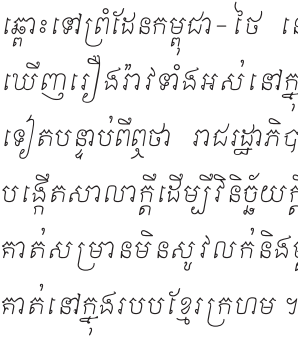 ឆ្ពោះទៅព្រំដែនកម្ពុជា-ថៃ
ឃើញរឿងរ៉ាវទាំងអស់នៅក្នុ
ទៀតបន្ទាប់ពីឮថា រាជរដ្ឋាភិបា
បង្កើតសាលាក្ដីដើម្បីវិនិច្ឆ័យក្ដី
គាត់សម្រានមិនសូវលក់និង
គាត់នៅក្នុងរបបខ្មែរក្រហម ។